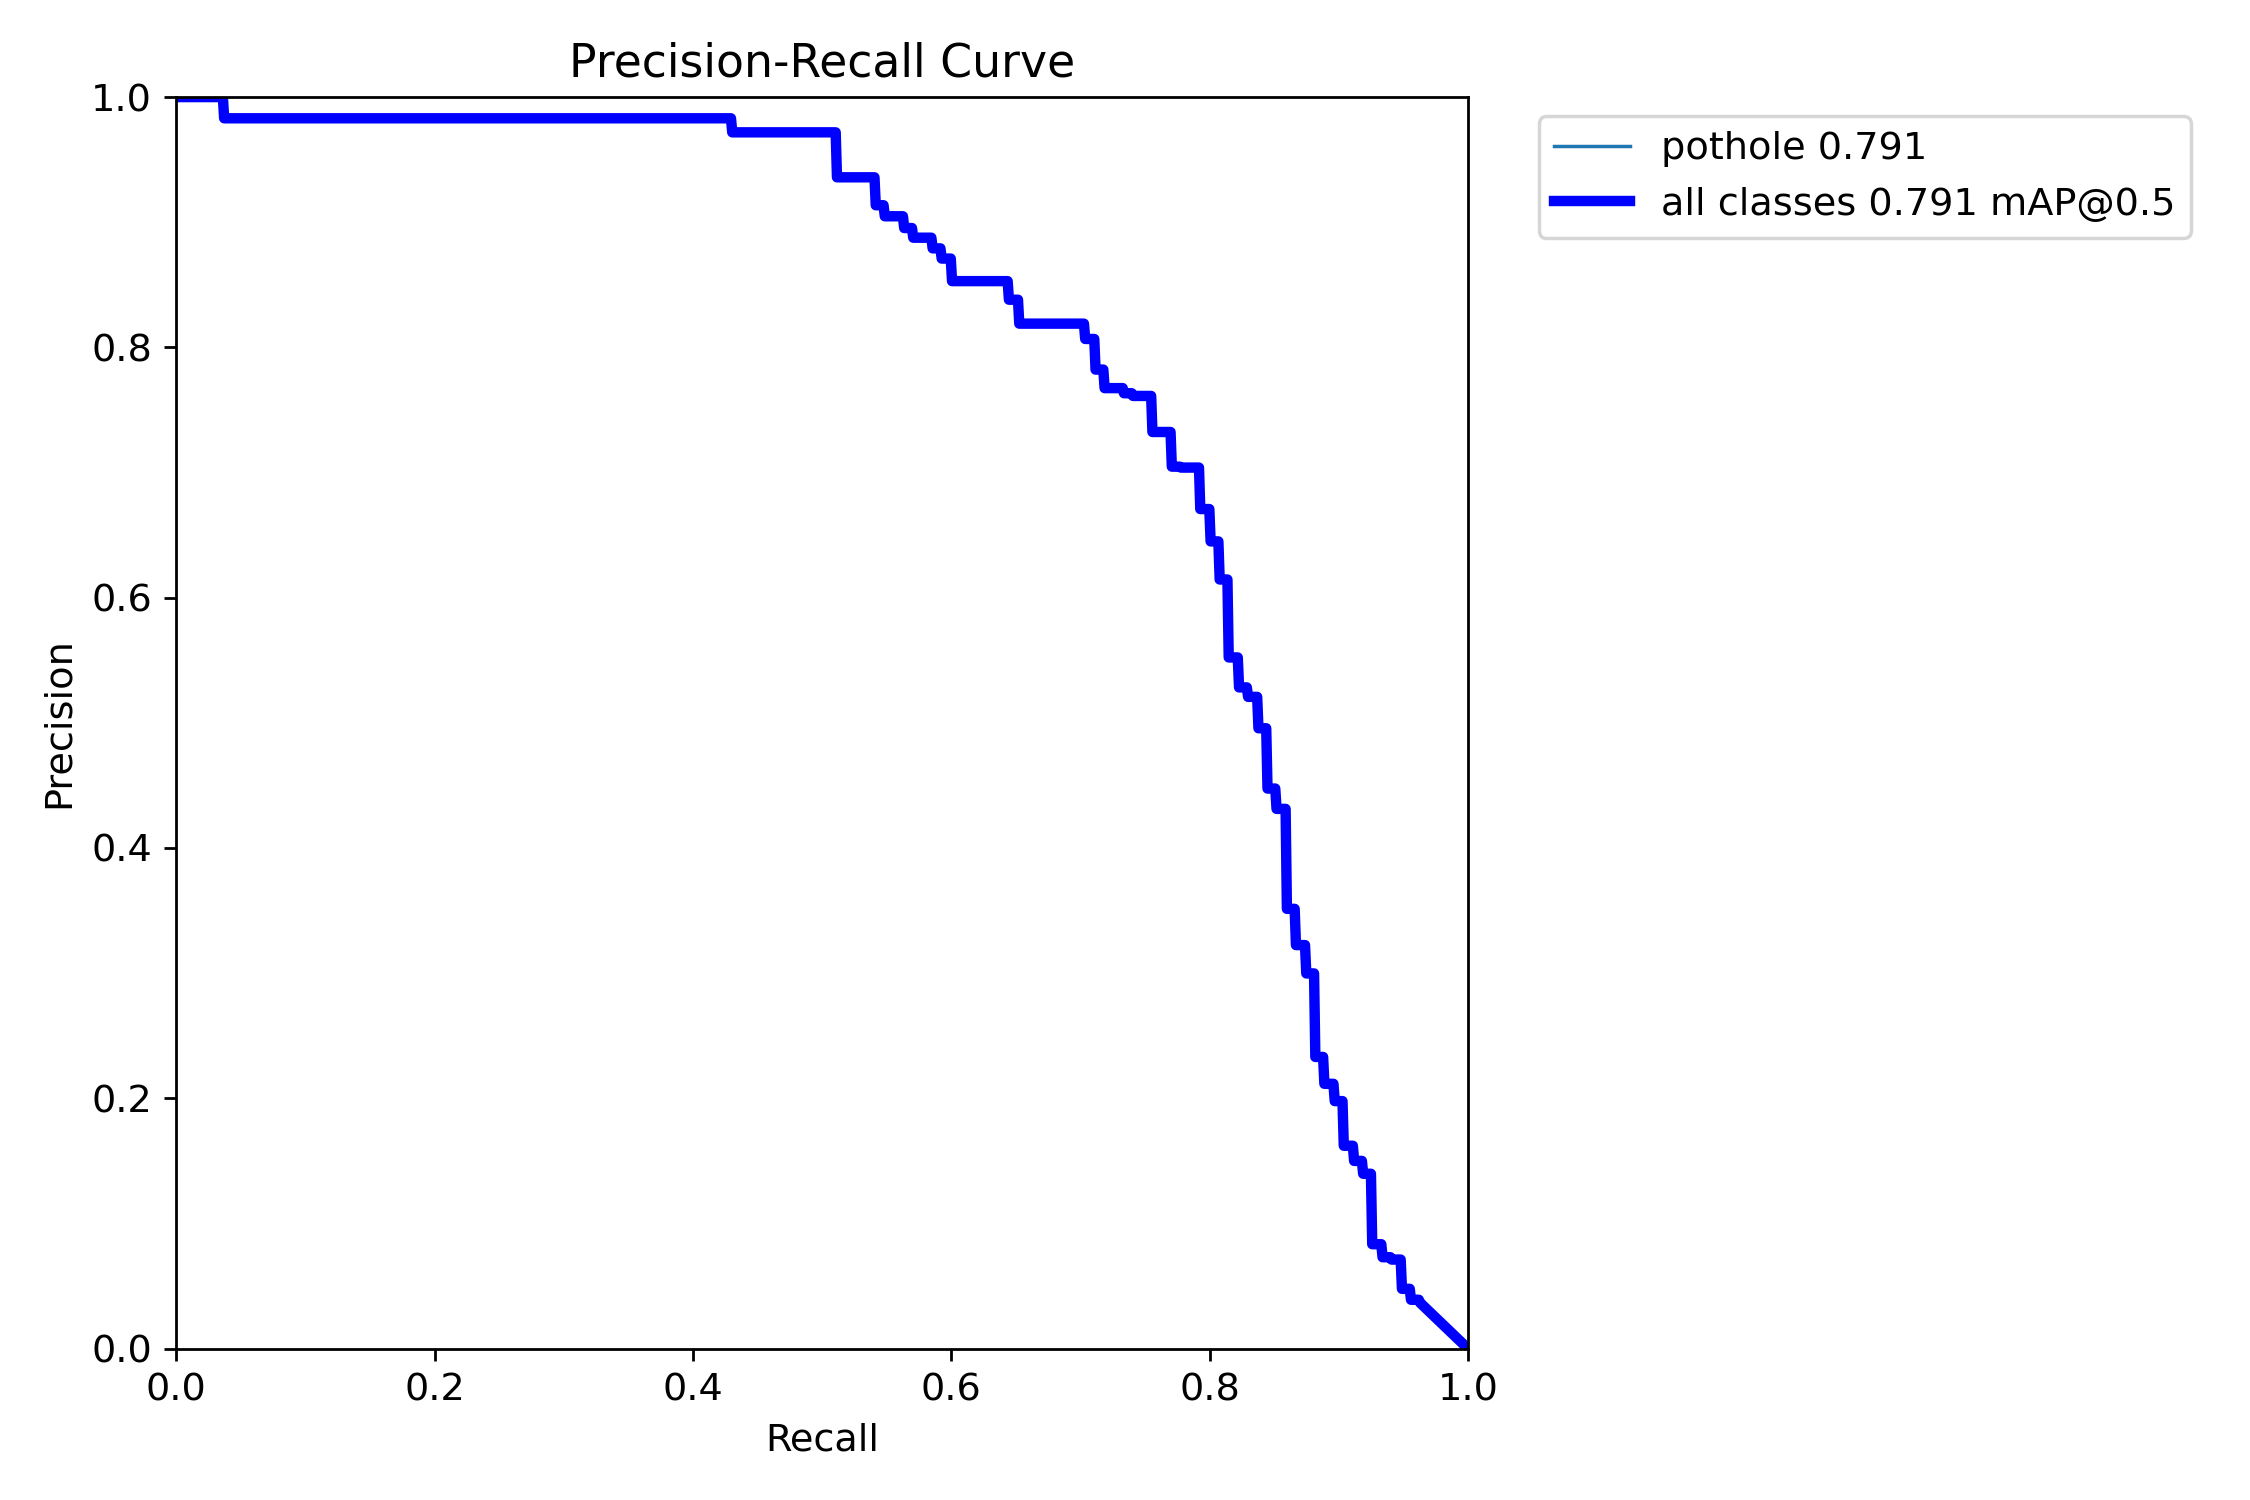 Precision-Recall Curve
1.0
0.8
0.6
0.4
0.2
0.0
Precision
0.0 0.2 0.4 0.6 0.8 1.0
Recall
pothole 0.791
all classes 0.791 mAP@0.5